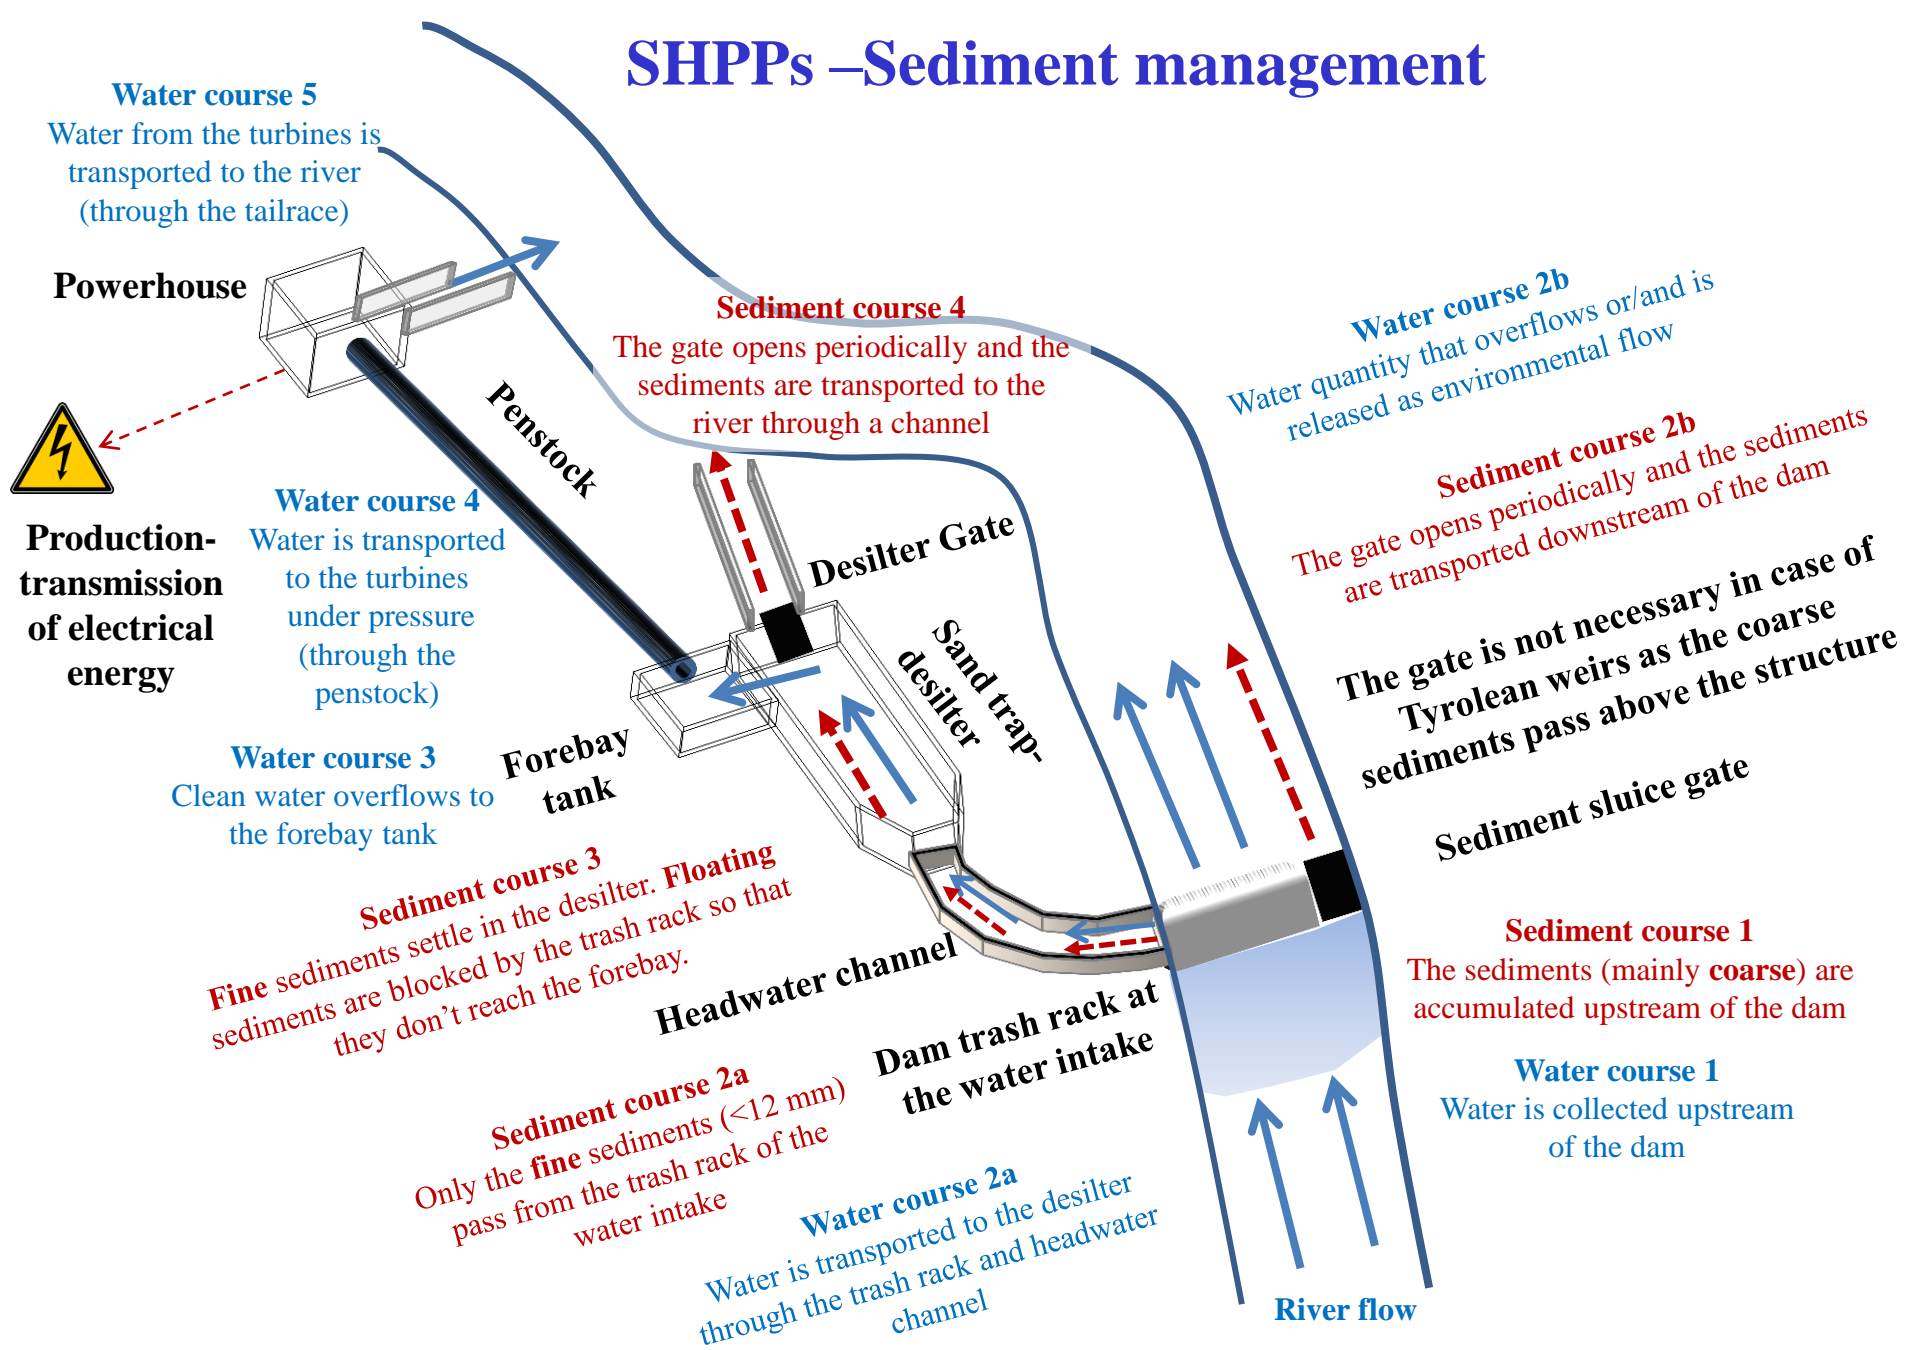 SHPPs –Sediment management
Water course 5
Water from the turbines is
transported to the river
(through the tailrace)
Powerhouse
Production-
transmission
of electrical
energy
Penstock
Water course 4
Water is transported
to the turbines
under pressure
(through the
penstock)
Water course 3
Clean water overflows to
the forebay tank
Forebay
tank
Sediment course 4
The gate opens periodically and the
sediments are transported to the
river through a channel
Desilter Gate
Sand trap-
desilter
Water course 2b
Water quantity that overflows or/and is
released as environmental flow
Sediment course 2b
The gate opens periodically and the sediments
are transported downstream of the dam
The gate is not necessary in case of
Tyrolean weirs as the coarse
sediments pass above the structure
Sediment sluice gate
Sediment course 3
Fine sediments settle in the desilter. Floating
sediments are blocked by the trash rack so that
they don’t reach the forebay.
Headwater channel
Dam trash rack at
the water intake
Sediment course 1
The sediments (mainly coarse) are
accumulated upstream of the dam
Water course 1
Water is collected upstream
of the dam
Sediment course 2a
Only the fine sediments (<12 mm)
pass from the trash rack of the
water intake
Water course 2a
Water is transported to the desilter
through the trash rack and headwater
channel
River flow